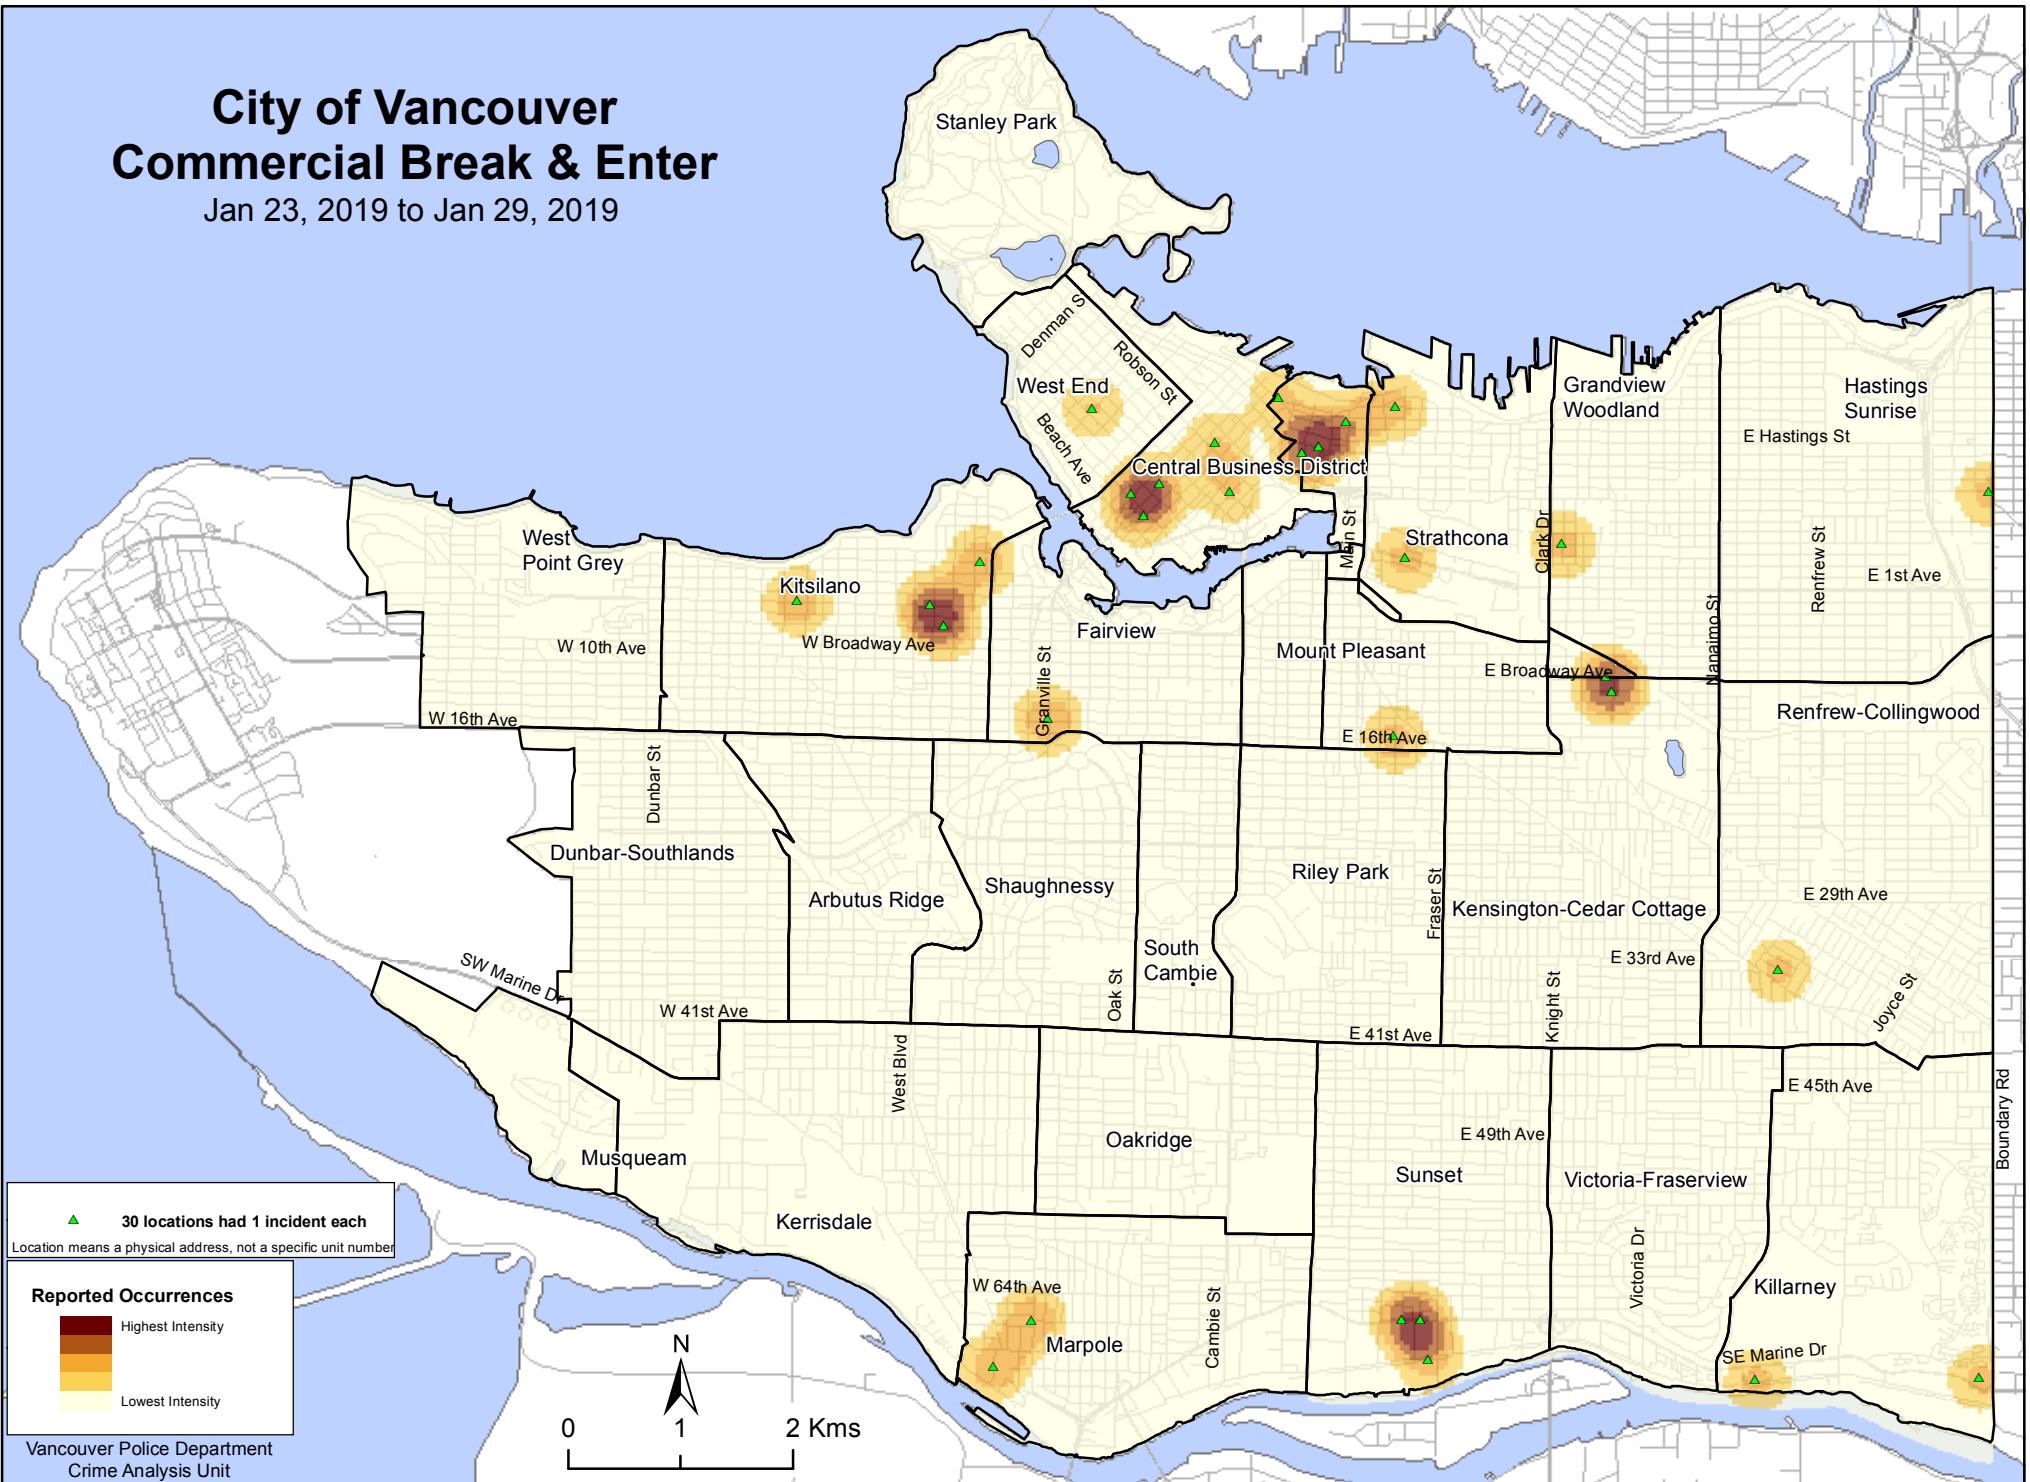 City of Vancouver
Commercial Break & Enter
Jan 23, 2019 to Jan 29, 2019
Stanley Park
Denman S
Robson St
West End
Beach Ave
Central Business District
Grandview
Woodland
Hastings
Sunrise
E Hastings St
Main St
Strathcona
Clark Dr
Renfrew St
E 1st Ave
Nanaimo St
West
Point Grey
Kitsilano
W 10th Ave
W Broadway Ave
Fairview
Granville St
Mount Pleasant
E Broadway Ave
W 16th Ave
E 16th Ave
Renfrew-Collingwood
Dunbar St
Dunbar-Southlands
Arbutus Ridge
Shaughnessy
South
Cambie
Oak St
Riley Park
Fraser St
Kensington-Cedar Cottage
E 29th Ave
E 33rd Ave
Knight St
Joyce St
SW Marine Dr
W 41st Ave
E 41st Ave
West Blvd
E 45th Ave
Boundary Rd
Musqueam
Kerrisdale
Oakridge
E 49th Ave
Sunset
Victoria-Fraserview
Victoria Dr
Killarney
W 64th Ave
Marpole
Cambie St
SE Marine Dr
30 locations had 1 incident each
Location means a physical address, not a specific unit number
Reported Occurrences
Highest Intensity
Lowest Intensity
Vancouver Police Department
Crime Analysis Unit
N
0 1 2 Kms